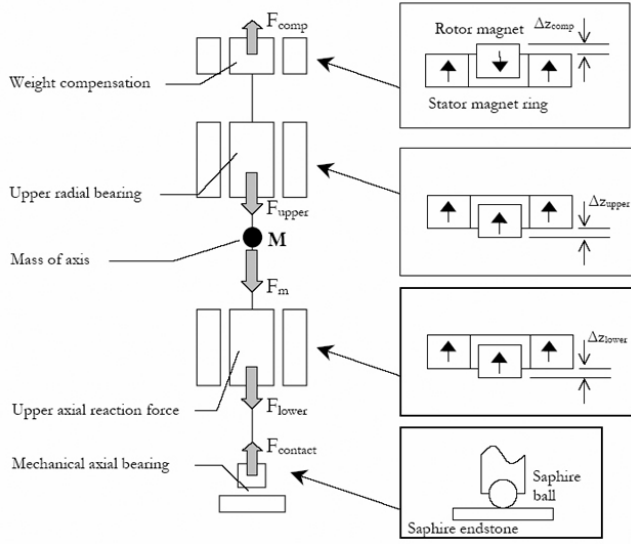 Fcomp
Weight compensation
Rotor magnet
Δzcomp
Stator magnet ring
Upper radial bearing
Fupper
Δzupper
Mass of axis
M
Fm
Δzlower
Upper axial reaction force
Flower
Fcontact
Mechanical axial bearing
Saphire
ball
Saphire endstone